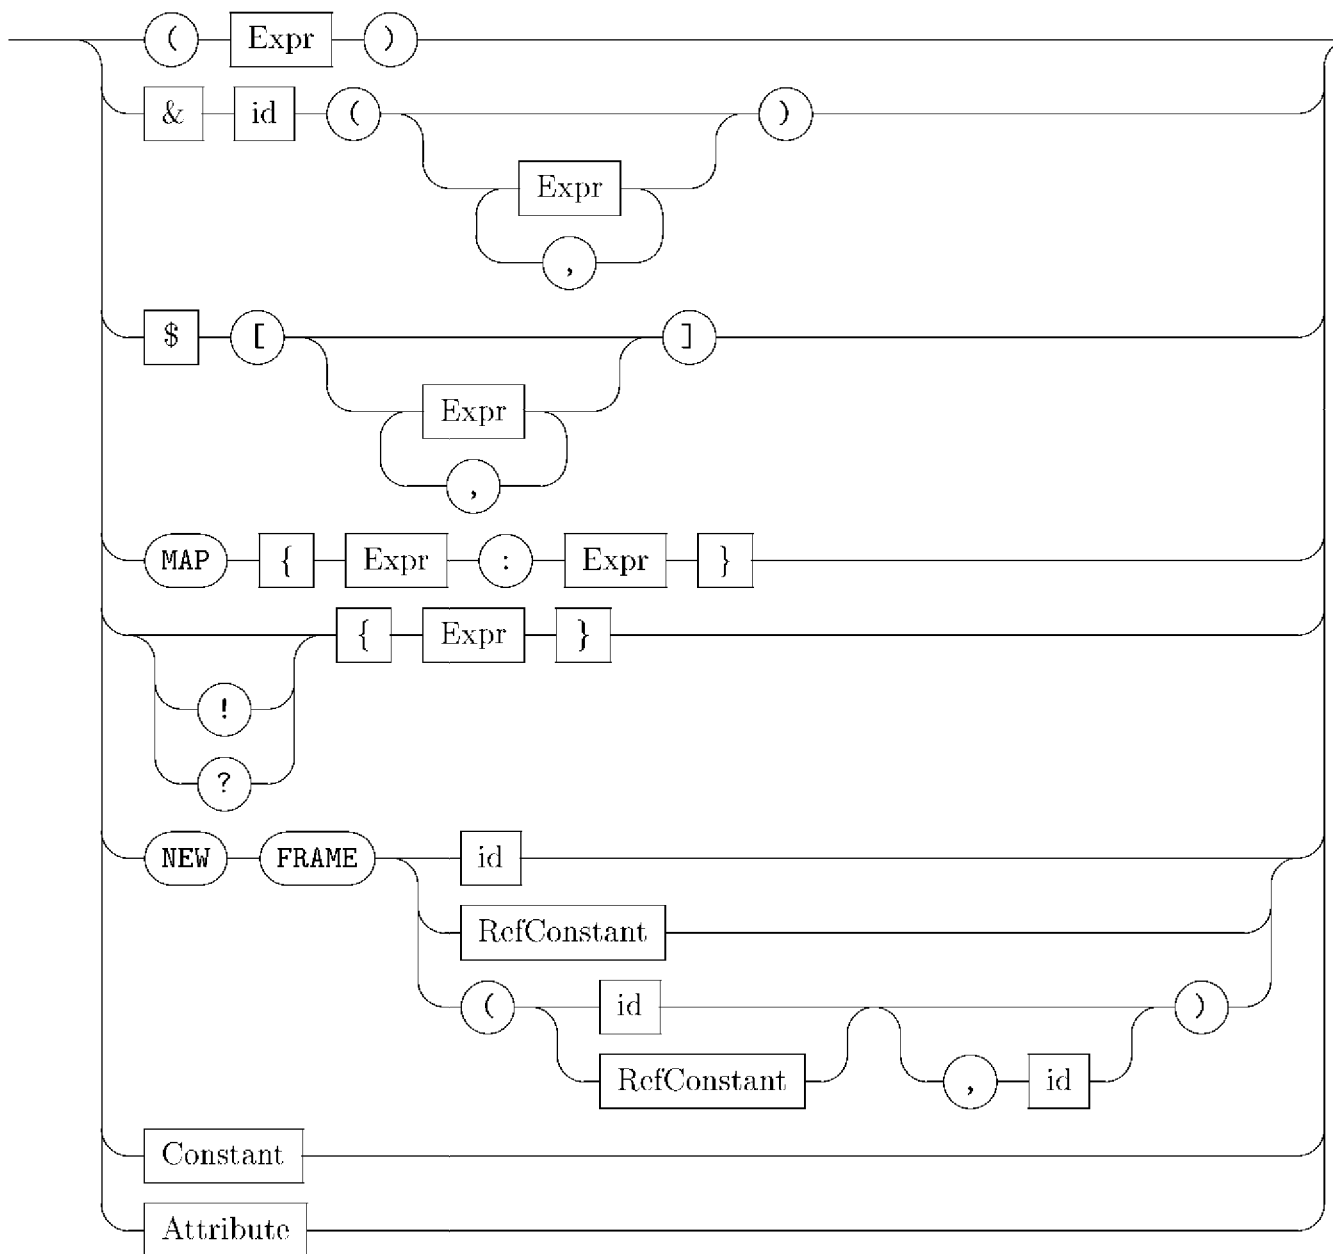 ( Expr )
& id ( )
Expr
,
$ [ ]
Expr
,
MAP { Expr : Expr }
{ Expr }
!
?
NEW FRAME id
RefConstant
( id )
RefConstant , id
Constant
Attribute